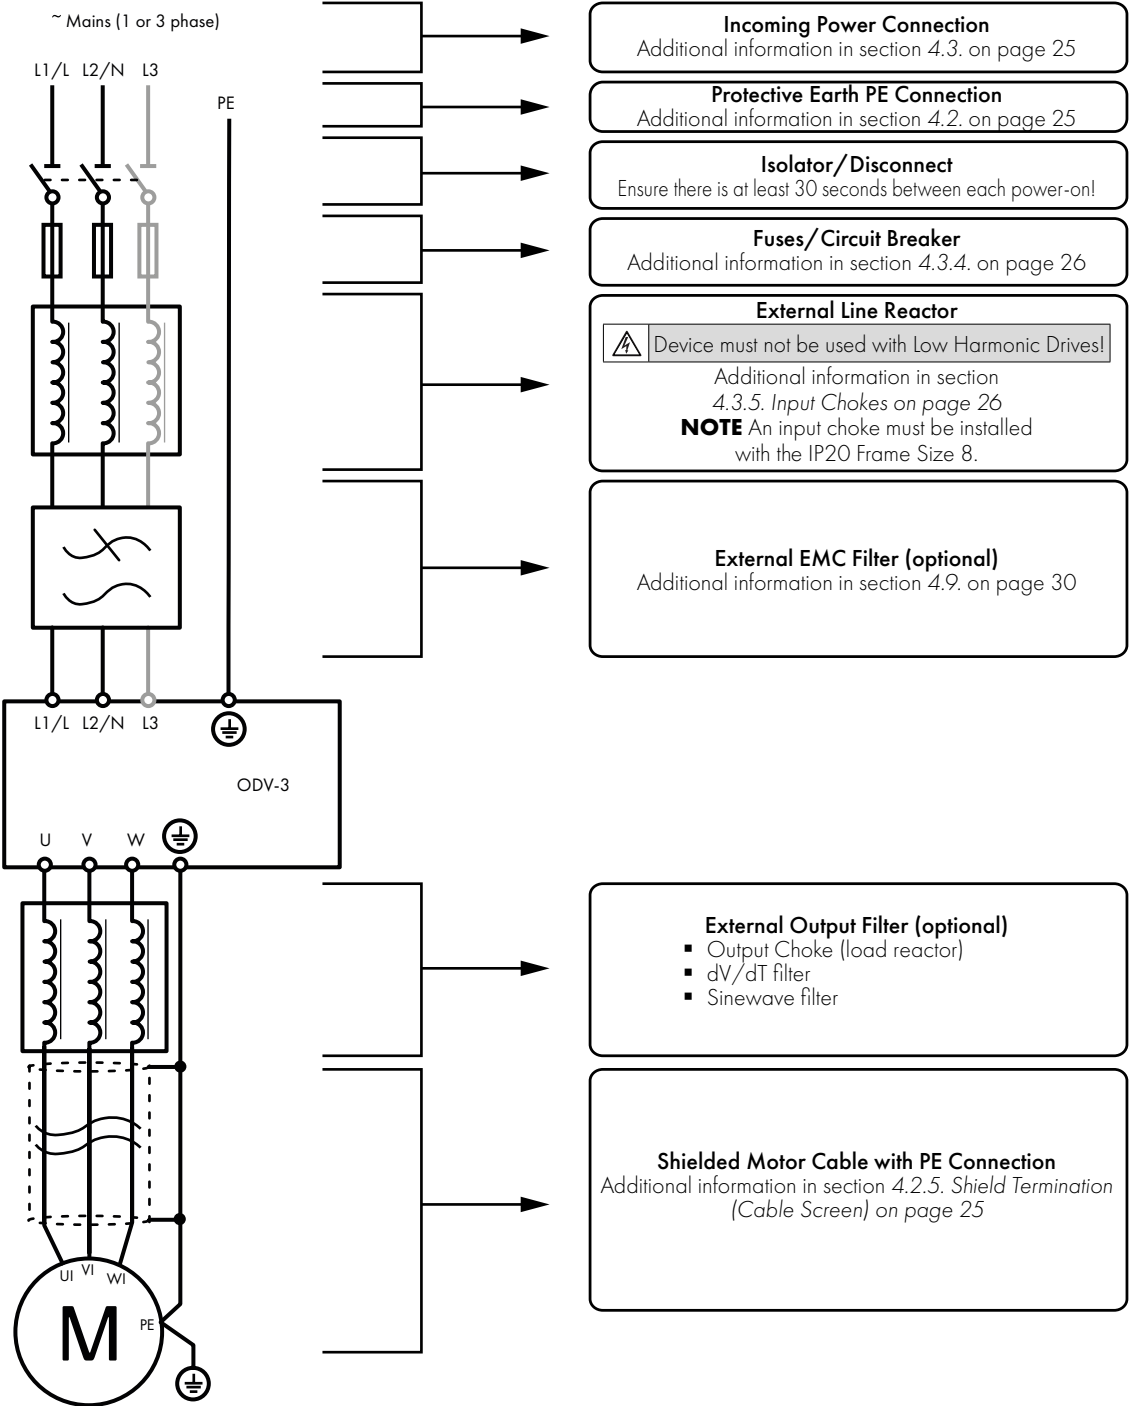 ~ Mains (1 or 3 phase)
L1/L L2/N L3
PE
Incoming Power Connection
Additional information in section 4.3. on page 25
Protective Earth PE Connection
Additional information in section 4.2. on page 25
Isolator/Disconnect
Ensure there is at least 30 seconds between each power-on!
Fuses/Circuit Breaker
Additional information in section 4.3.4. on page 26
External Line Reactor
Device must not be used with Low Harmonic Drives!
Additional information in section
4.3.5. Input Chokes on page 26
NOTE An input choke must be installed
with the IP20 Frame Size 8.
External EMC Filter (optional)
Additional information in section 4.9. on page 30
L1/L L2/N L3
ODV-3
U V W
External Output Filter (optional)
▪ Output Choke (load reactor)
▪ dV/dT filter
▪ Sinewave filter
Shielded Motor Cable with PE Connection
Additional information in section 4.2.5. Shield Termination
(Cable Screen) on page 25
UI VI WI
M
PE